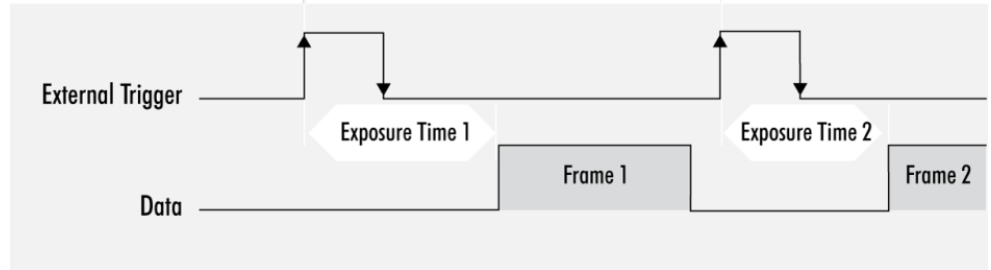 External Trigger
Exposure Time 1
Exposure Time 2
Frame 1
Frame 2
Data